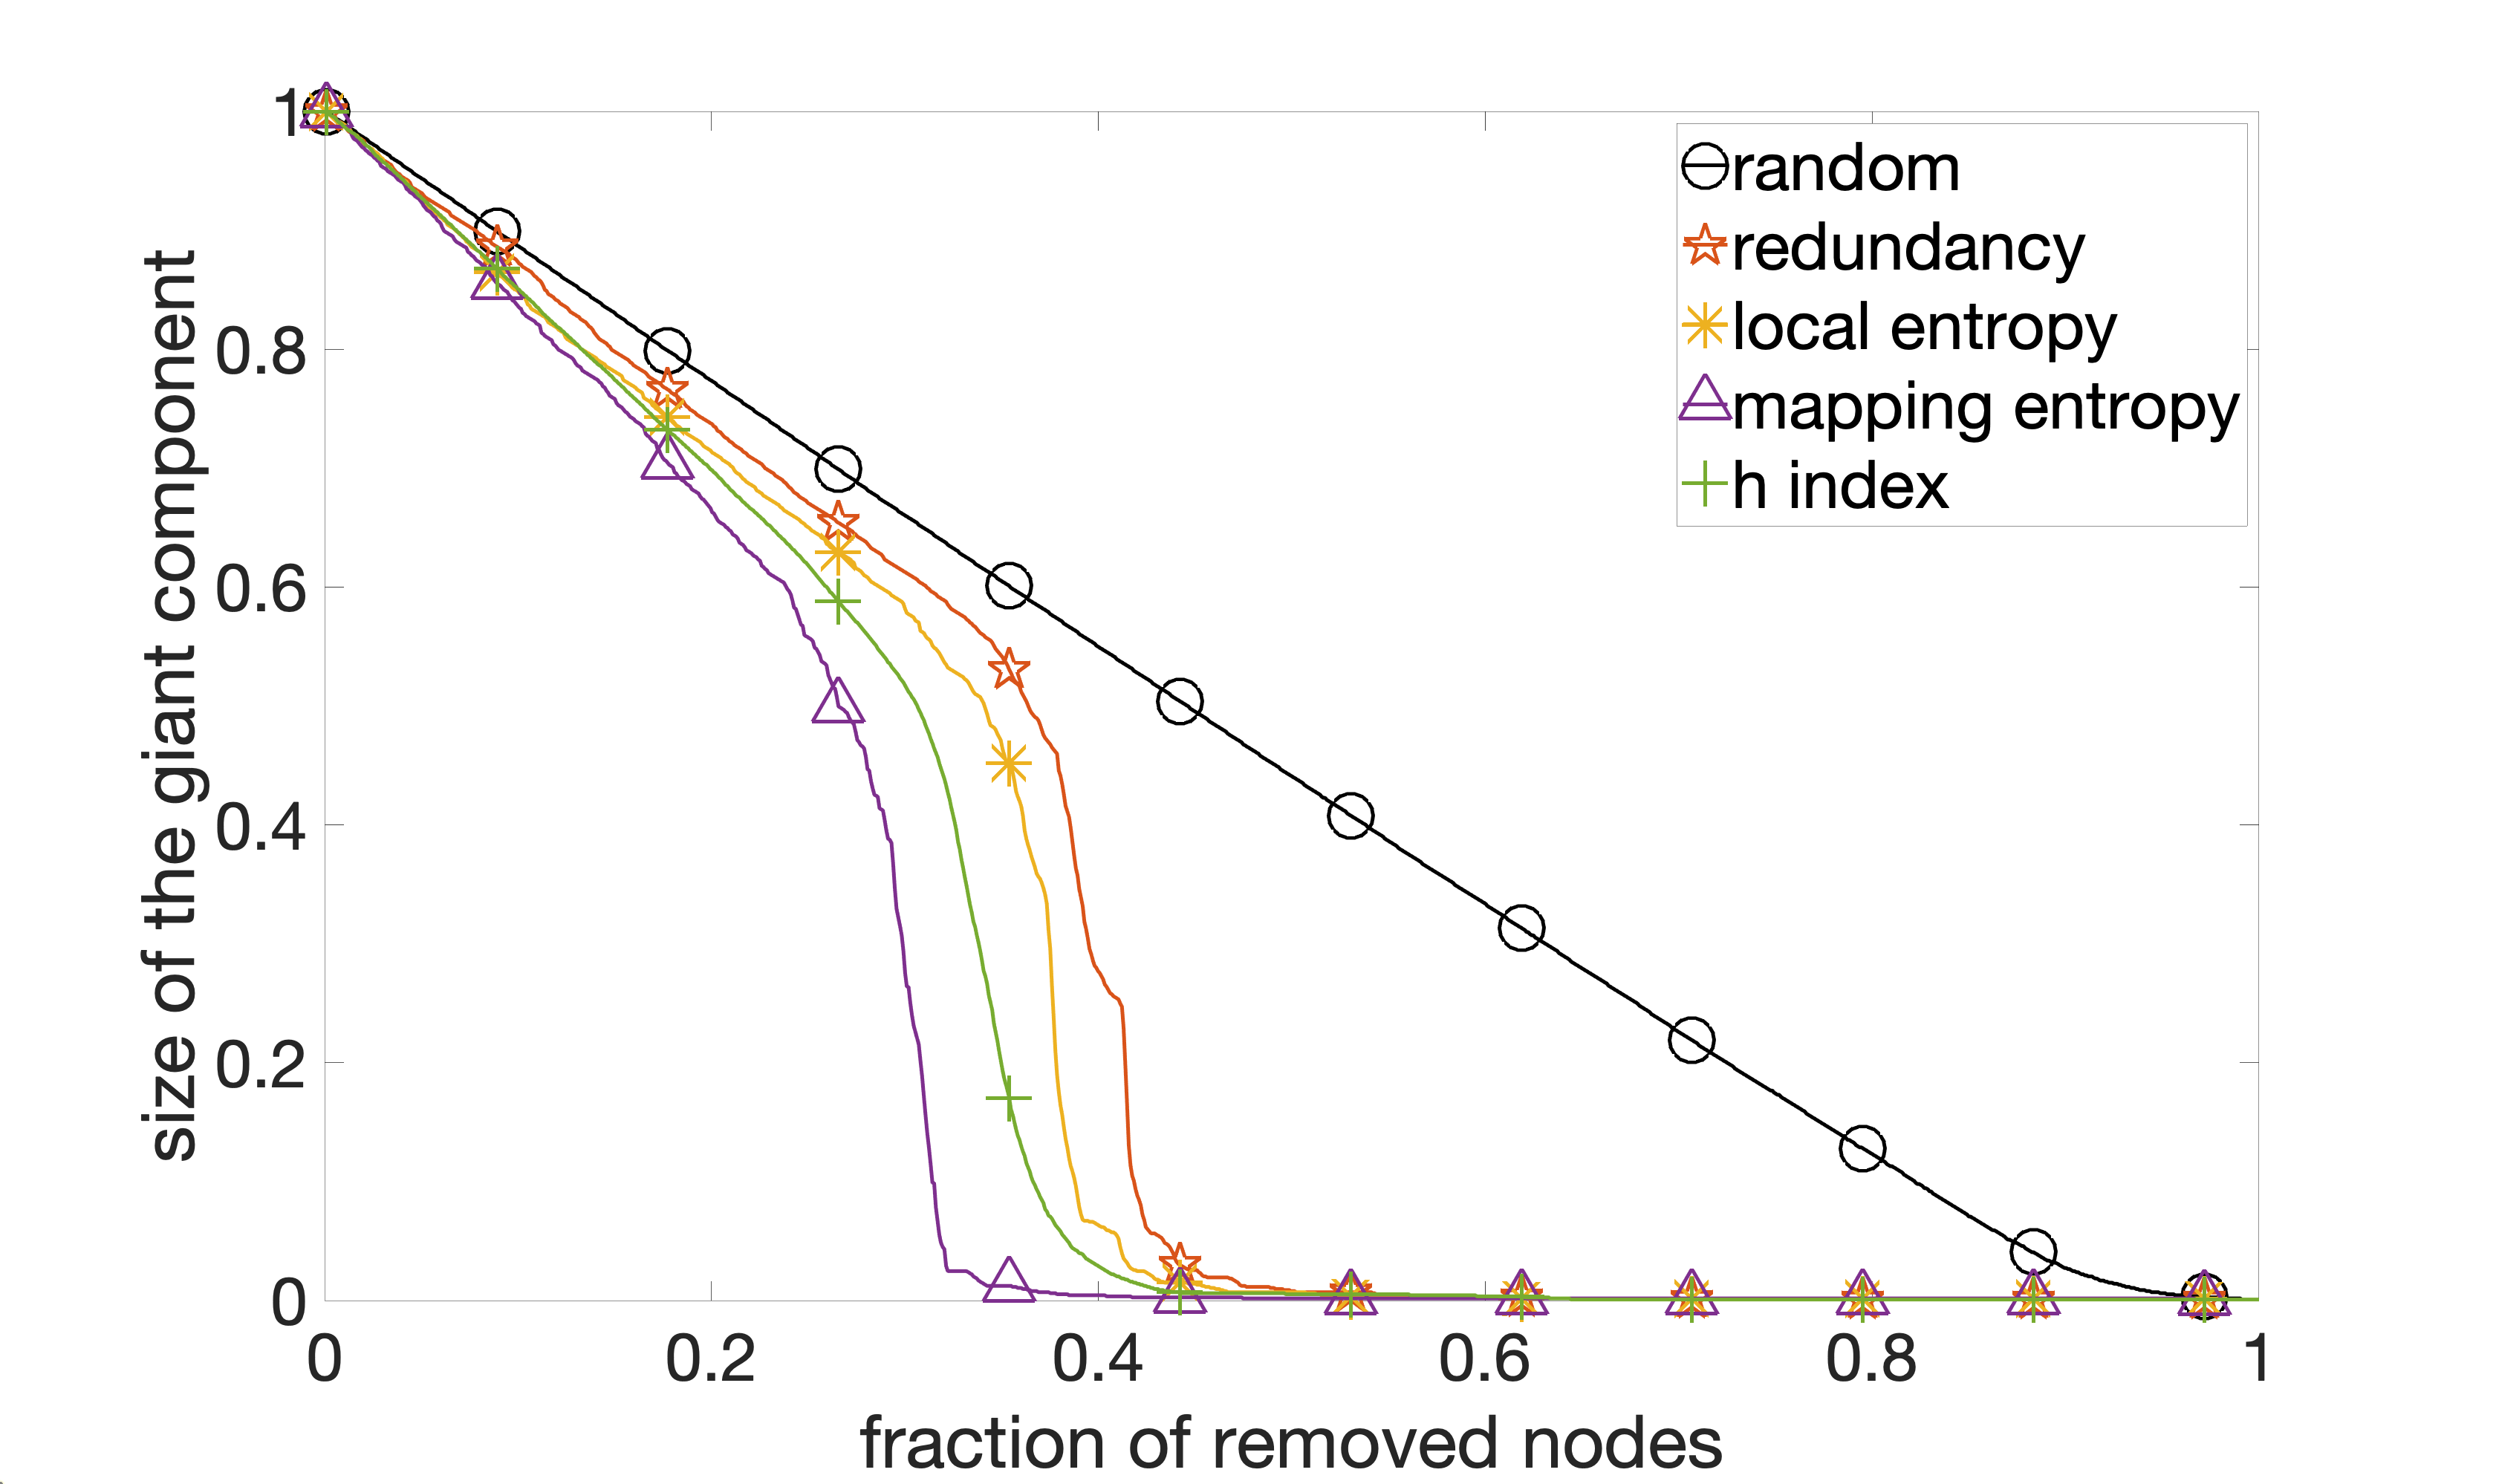 size of the giant component
1
0.8
0.6
0.4
0.2
0
0
0.2
0.4
0.6
0.8
1
fraction of removed nodes
random
redundancy
local entropy
mapping entropy
h index